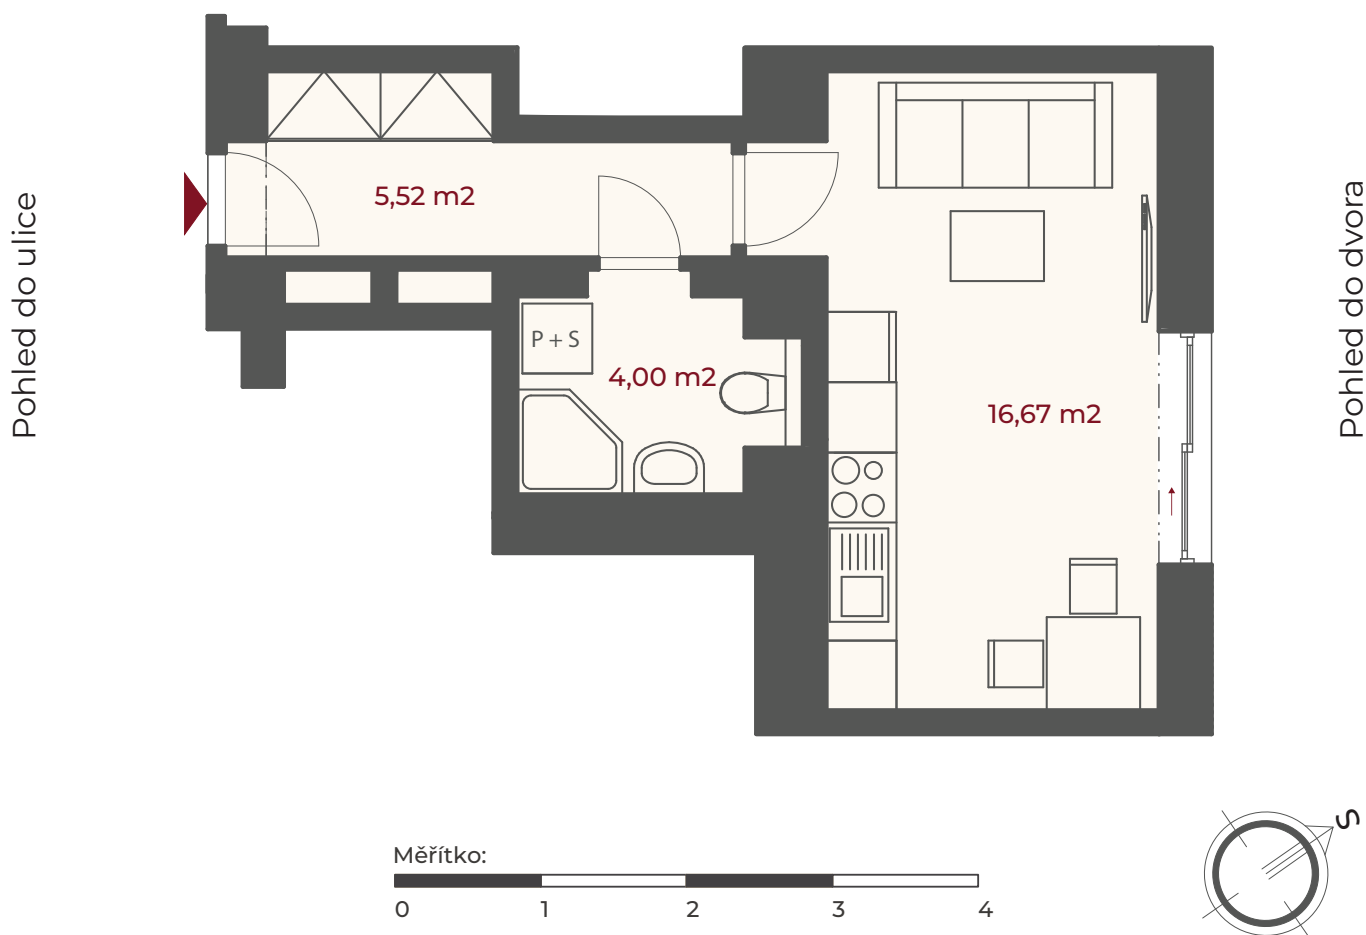 Pohled do ulice
5,52 m2
P + S
4,00 m2
16,67 m2
Pohled do dvora
Měřítko:
0 1 2 3 4
S